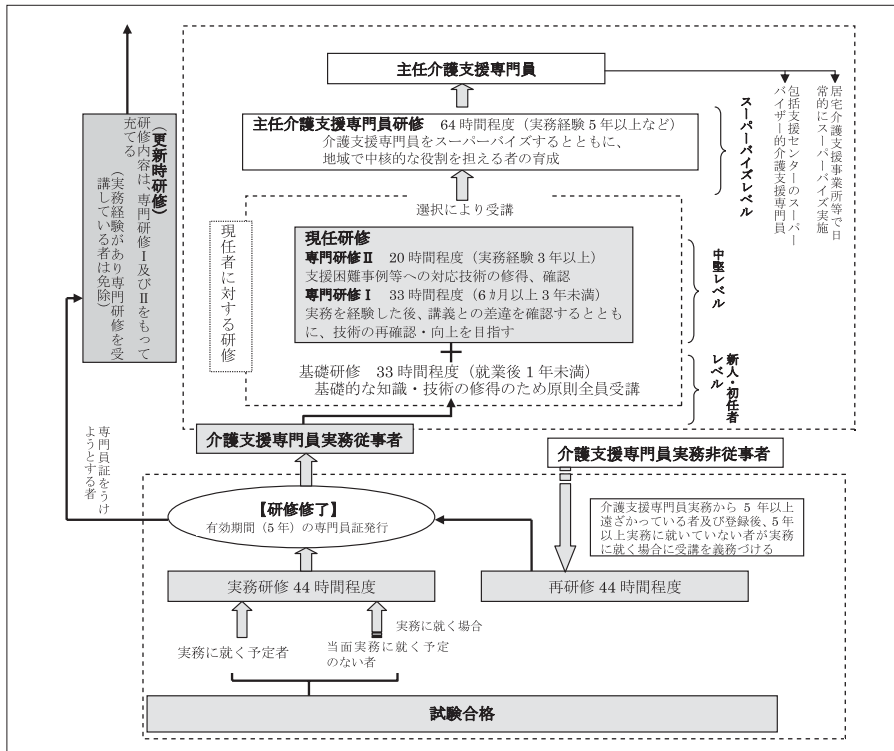 主任介護支援専門員
主任介護支援専門員研修 64時間程度（実務経験5年以上など）
介護支援専門員をスーパーバイズするとともに、
地域で中核的な役割を担える者の育成
スーパーバイズレベル
包括支援センターのスーパー
バイザー的介護支援専門員
居宅介護支援事業所等で日
常的にスーパーバイズ実施
選択により受講
（更新時研修）
研修内容は、専門研修Ⅰ及びⅡをもって
充てる
（実務経験があり専門研修を受
講している者は免除）
現任者に対する研修
現任研修
専門研修Ⅱ 20時間程度（実務経験3年以上）
支援困難事例等への対応技術の修得、確認
専門研修Ⅰ 33時間程度（6ヵ月以上3年未満）
実務を経験した後、講義との差違を確認するととも
に、技術の再確認・向上を目指す
中堅レベル
基礎研修 33時間程度（就業後1年未満）
基礎的な知識・技術の修得のため原則全員受講
新人・初任者
レベル
介護支援専門員実務従事者
介護支援専門員実務非従事者
専門員証をうけ
ようとする者
【研修修了】
有効期間（5年）の専門員証発行
介護支援専門員実務から 5 年以上
遠ざかっている者及び登録後、5年
以上実務に就いていない者が実務
に就く場合に受講を義務づける
実務研修 44時間程度
再研修 44時間程度
実務に就く場合
実務に就く予定者
当面実務に就く予定
のない者
試験合格